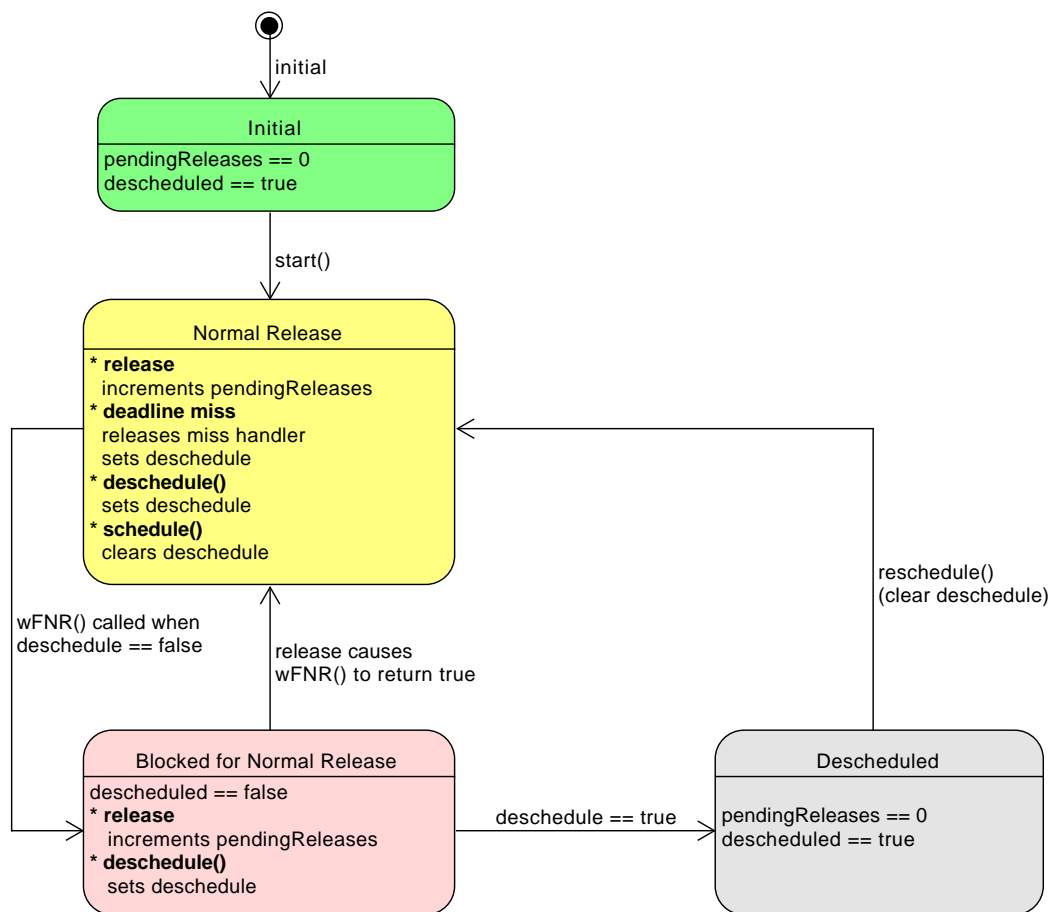 initial
Initial
pendingReleases == 0
descheduled == true
start()
Normal Release
* release
increments pendingReleases
* deadline miss
releases miss handler
sets deschedule
* deschedule()
sets deschedule
* schedule()
clears deschedule
wFNR() called when
deschedule == false
release causes
wFNR() to return true
reschedule()
(clear deschedule)
Blocked for Normal Release
descheduled == false
* release
increments pendingReleases
* deschedule()
sets deschedule
deschedule == true
Descheduled
pendingReleases == 0
descheduled == true